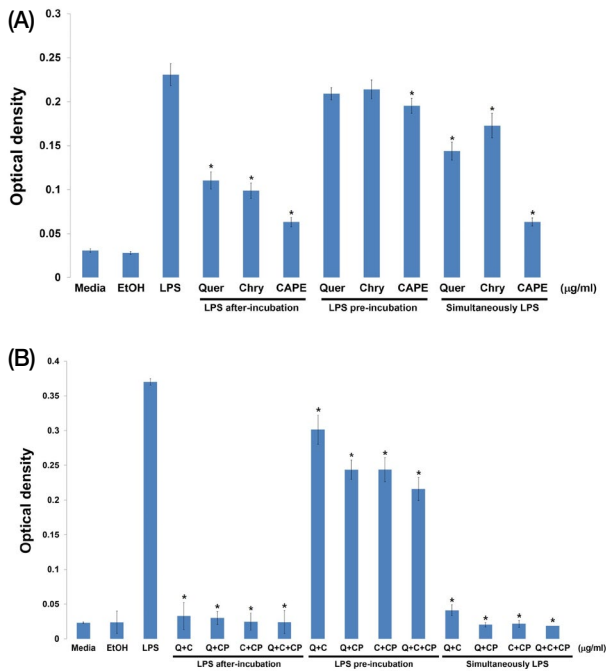 (A)
0.3
0.25
0.2
0.15
0.1
0.05
0
Optical density
* * * * * * *
Media EtOH LPS Quer Chry CAPE Quer Chry CAPE Quer Chry CAPE (μg/ml)
LPS after-incubation LPS pre-incubation Simultaneously LPS
(B)
0.4
0.35
0.3
0.25
0.2
0.15
0.1
0.05
0
Optical density
* * * * * * * * * * * *
Media EtOH LPS Q+C Q+CP C+CP Q+C+CP Q+C Q+CP C+CP Q+C+CP Q+C Q+CP C+CP Q+C+CP (μg/ml)
LPS after-incubation LPS pre-incubation Simultaneously LPS